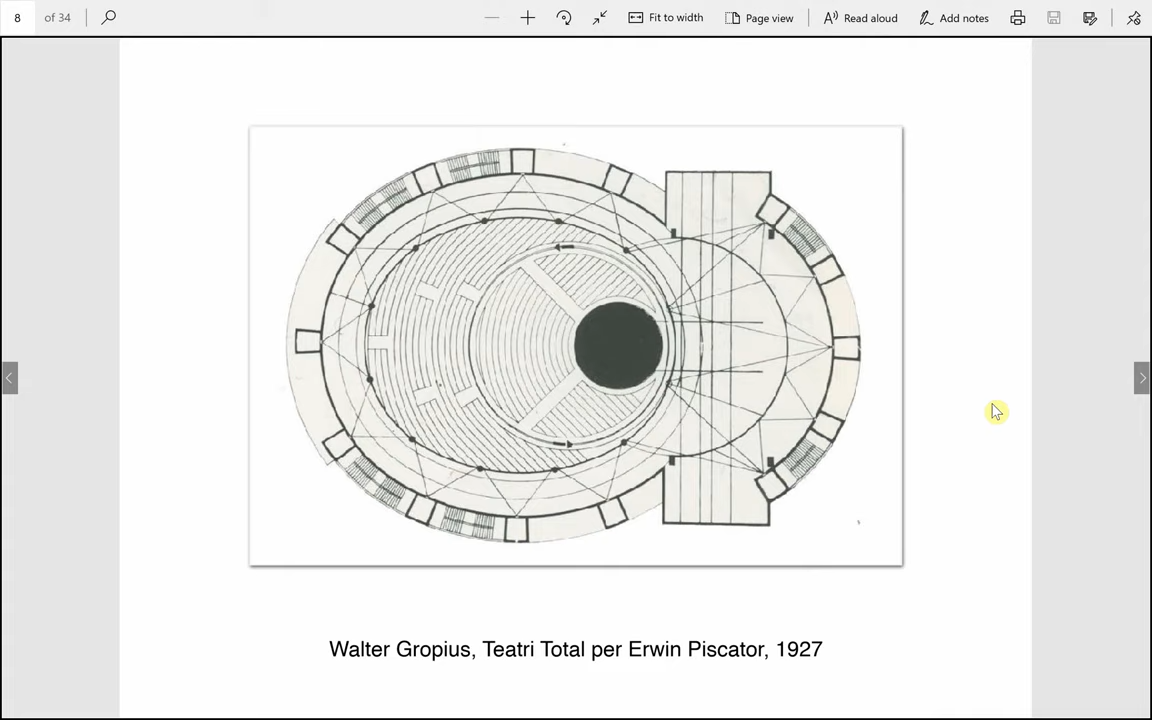 8 of 34
Fit to width
Page view
Read aloud
Add notes
Walter Gropius, Teatri Total per Erwin Piscator, 1927